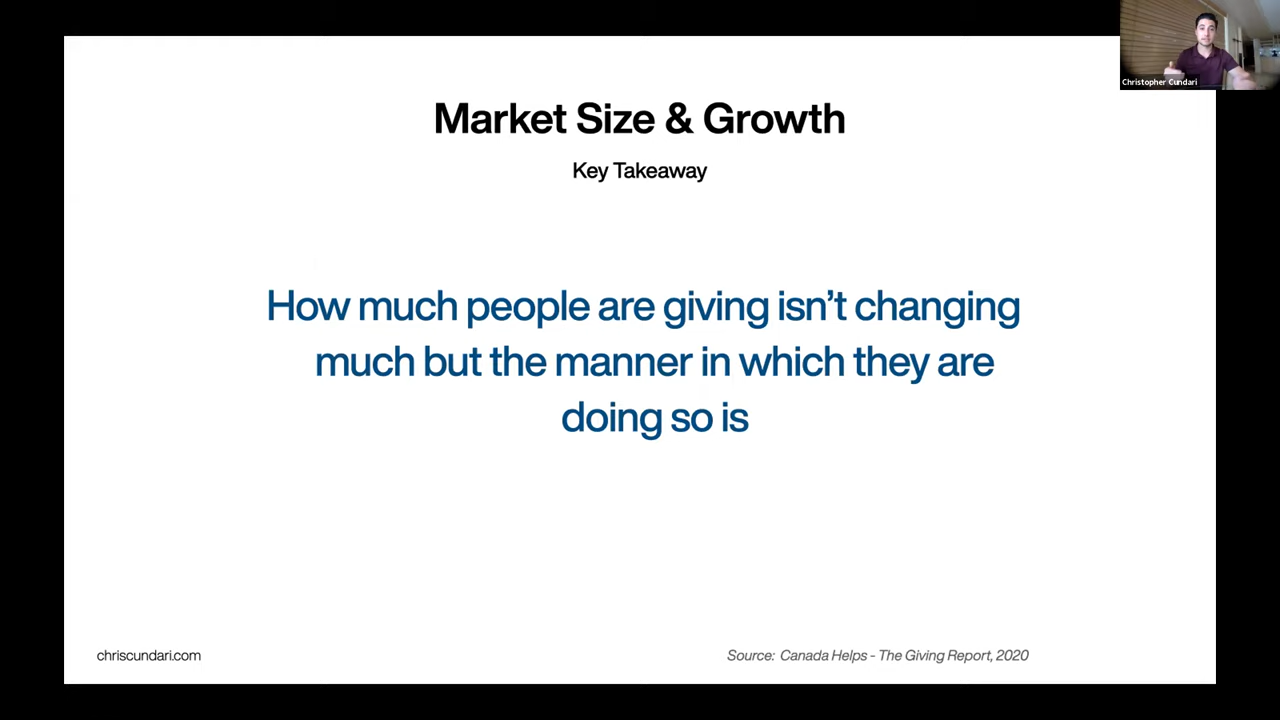 Christopher Cundari
Market Size & Growth
Key Takeaway
How much people are giving isn’t changing
much but the manner in which they are
doing so is
chriscundari.com
Source: Canada Helps - The Giving Report, 2020